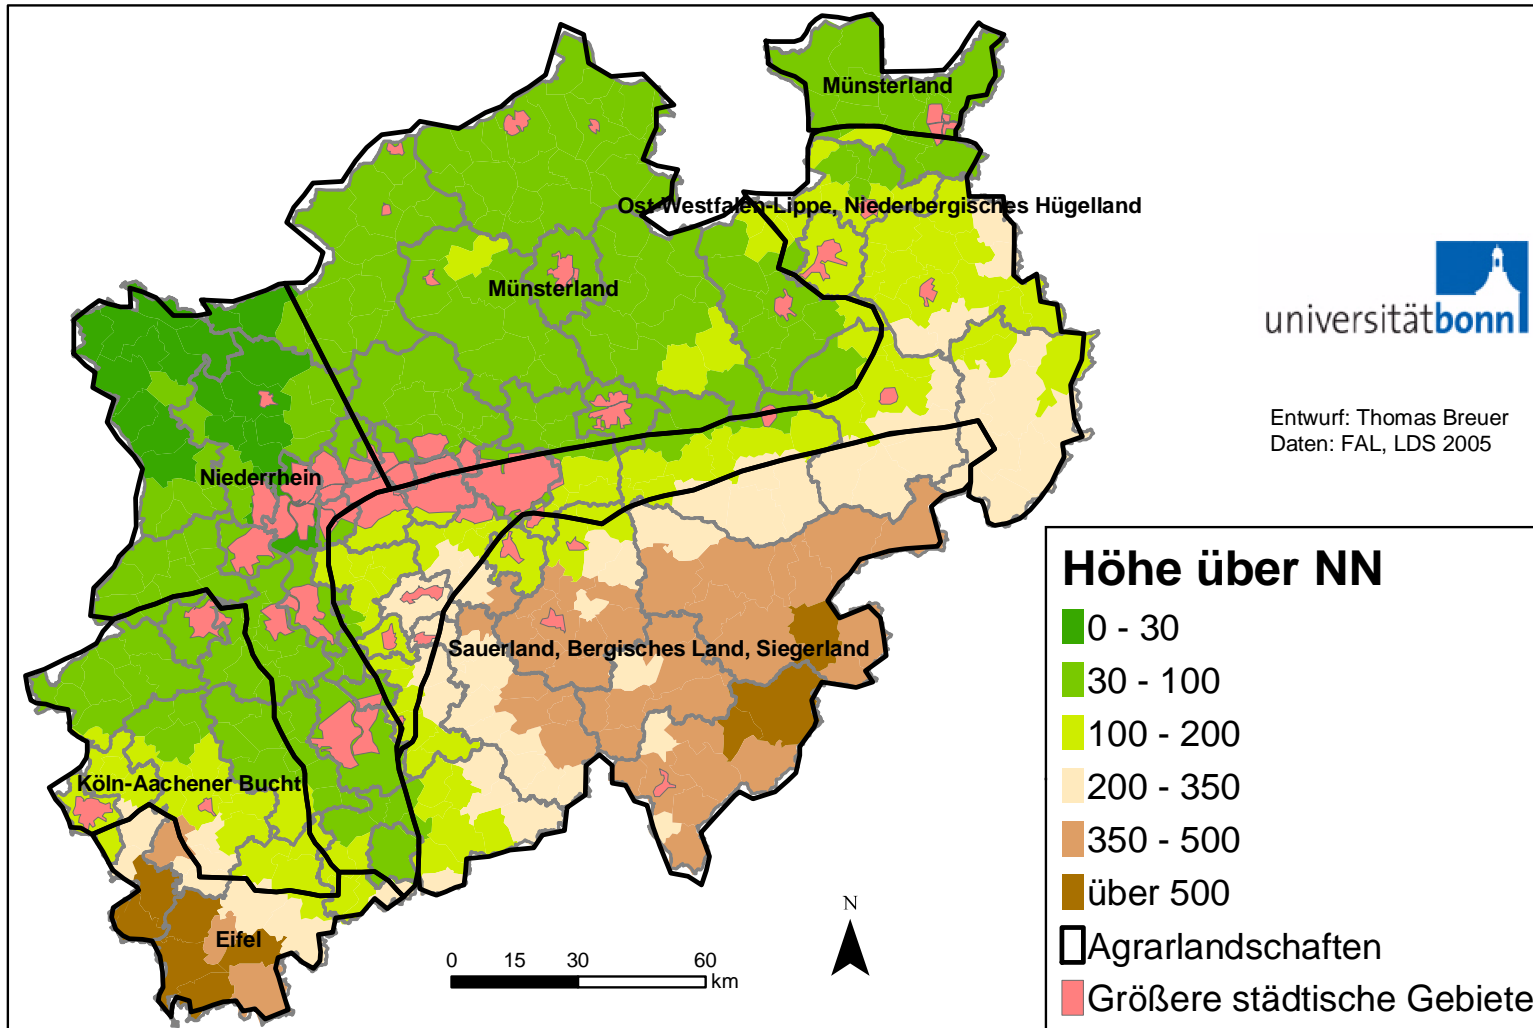 Münsterland
Ost-Westfalen-Lippe, Niederbergisches Hügelland
Münsterland
Niederrhein
Sauerland, Bergisches Land, Siegerland
Köln-Aachener Bucht
Eifel
universitätbonn
Entwurf: Thomas Breuer
Daten: FAL, LDS 2005
Höhe über NN
0 - 30
30 - 100
100 - 200
200 - 350
350 - 500
über 500
Agrarlandschaften
Größere städtische Gebiete
N
0 15 30 60
km